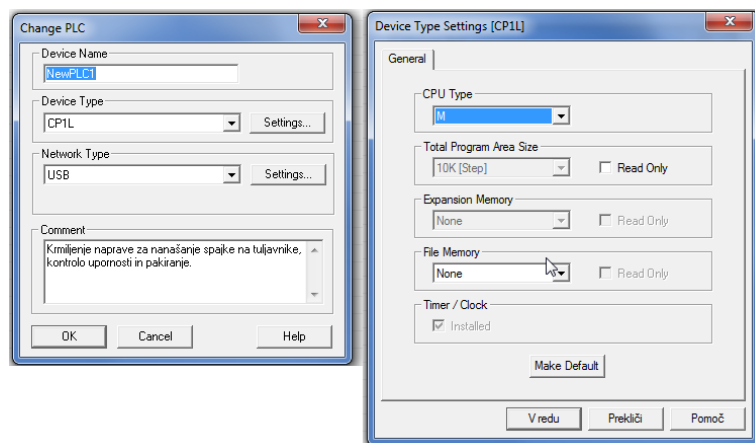 Change PLC
Device Name
NewPLC1
Device Type
CP1L
Settings...
Network Type
USB
Settings...
Comment
Krmiljenje naprave za nanašanje spajke na tuljavnike,
kontrolo upornosti in pakiranje.
OK
Cancel
Help
Device Type Settings [CP1L]
General
CPU Type
M
Total Program Area Size
10K [Step]
Read Only
Expansion Memory
None
Read Only
File Memory
None
Read Only
Timer / Clock
Installed
Make Default
V redu
Prekliči
Pomoč